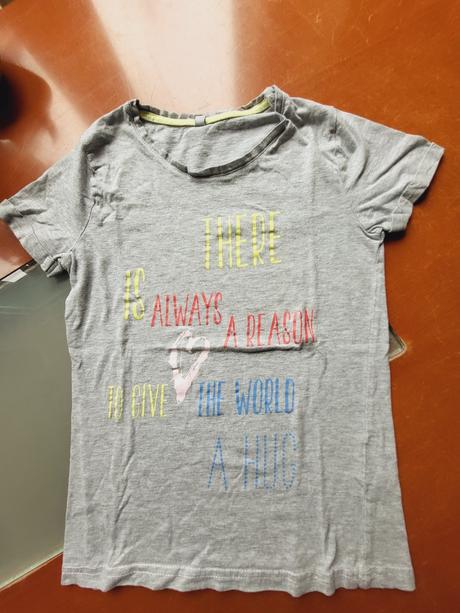 THERE
IS ALWAYS A REASON
TO GIVE THE WORLD
A HUG